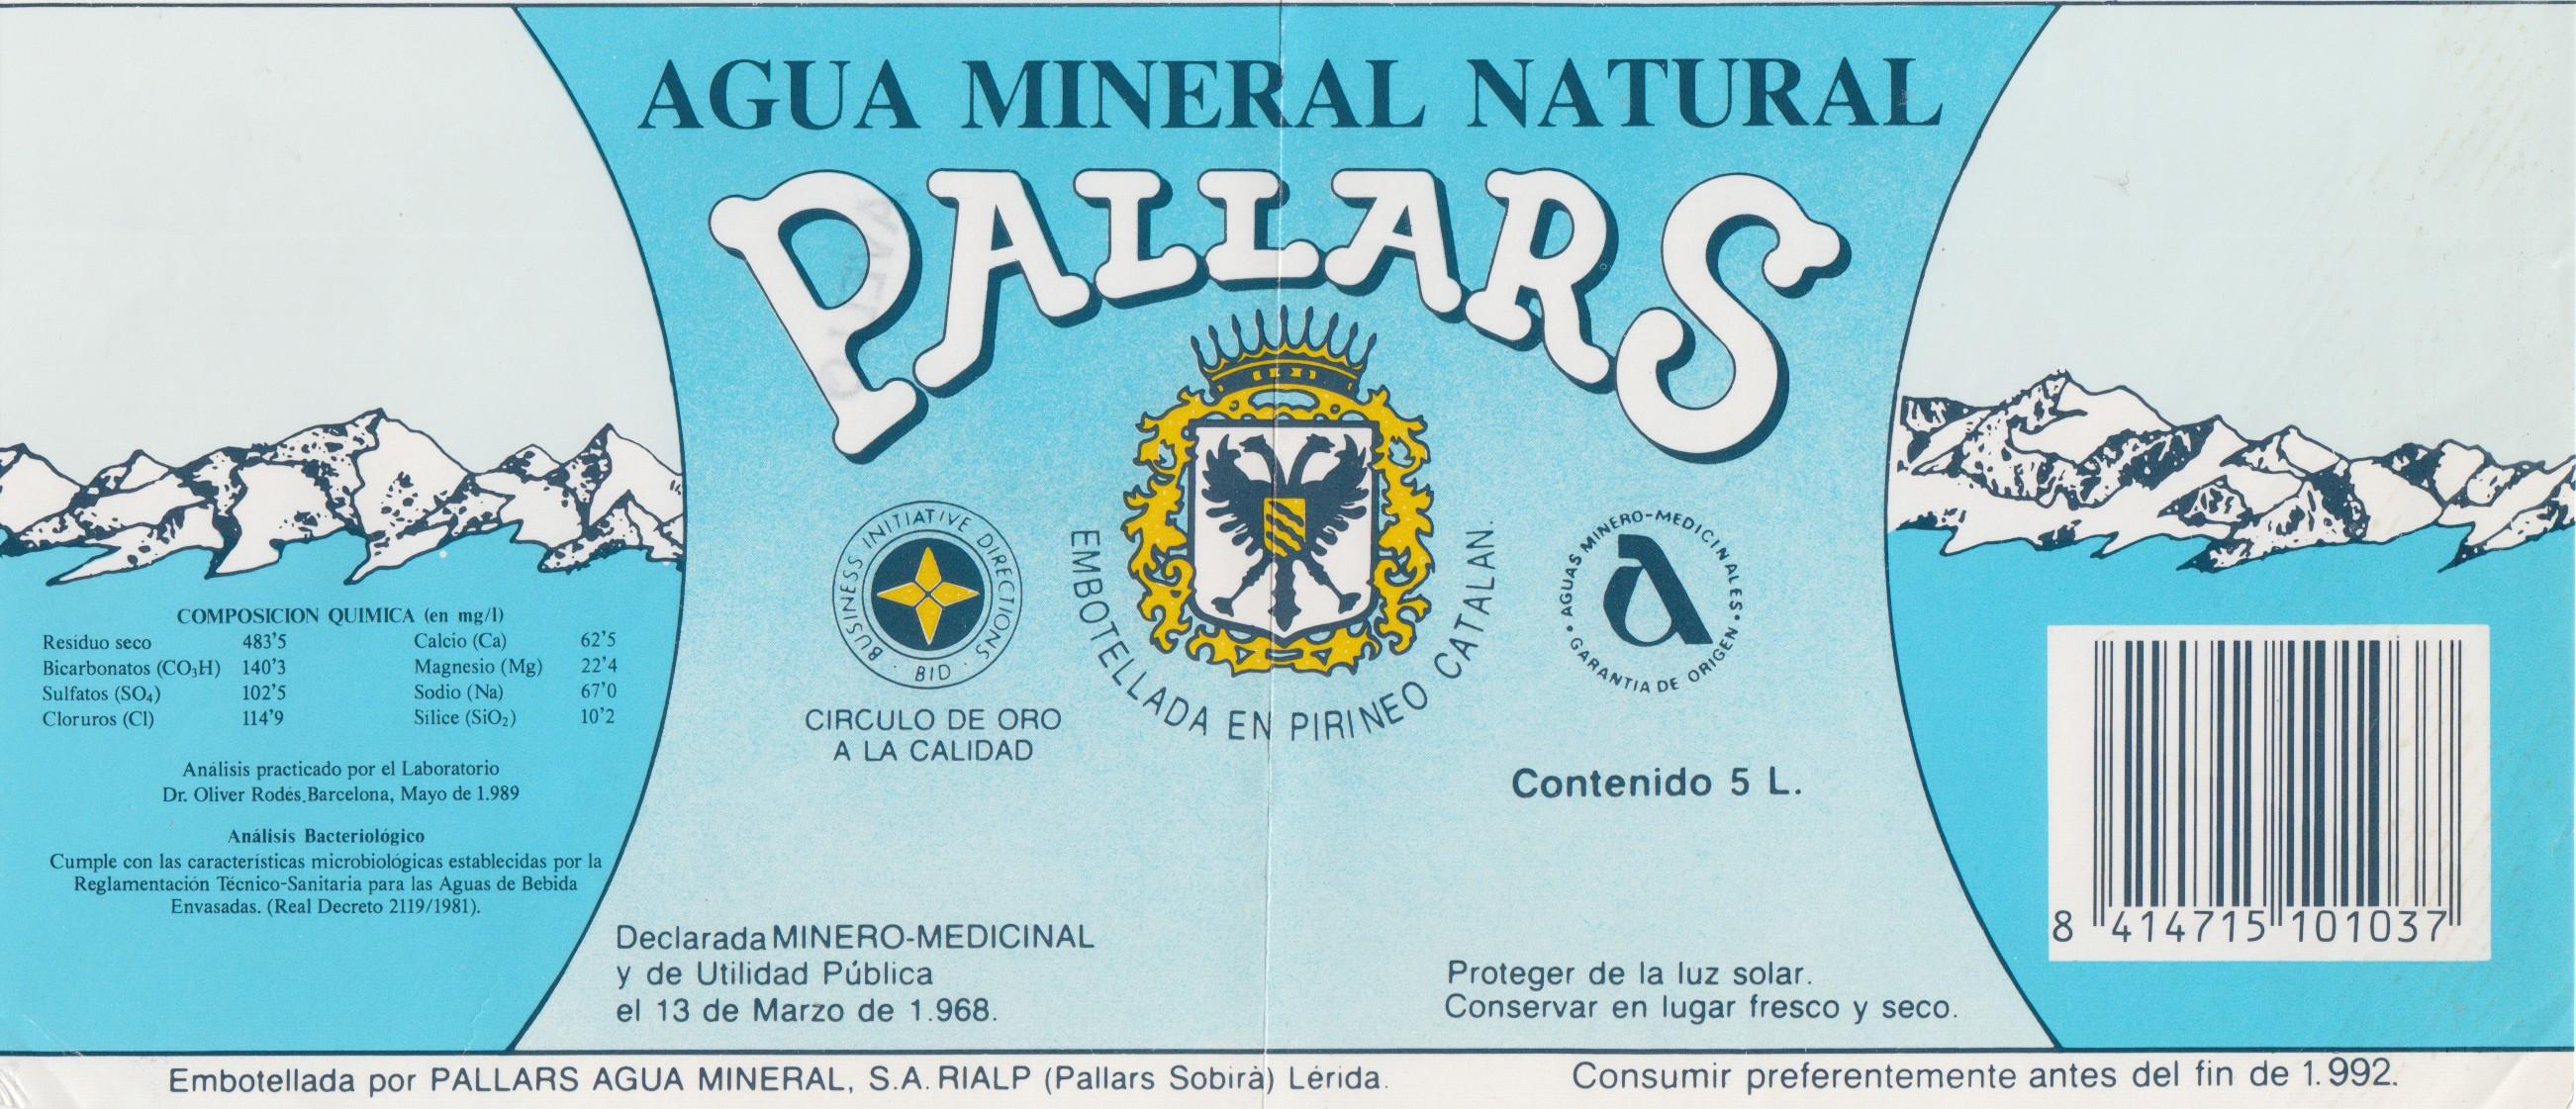 AGUA MINERAL NATURAL
PALLARS
COMPOSICION QUIMICA (en mg/l)
Residuo seco 483'5 Calcio (Ca) 62'5
Bicarbonatos (CO₃H) 140'3 Magnesio (Mg) 22'4
Sulfatos (SO₄) 102'5 Sodio (Na) 67'0
Cloruros (Cl) 114'9 Silice (SiO₂) 10'2
Análisis practicado por el Laboratorio
Dr. Oliver Rodés. Barcelona, Mayo de 1.989
Análisis Bacteriológico
Cumple con las características microbiológicas establecidas por la
Reglamentación Técnico-Sanitaria para las Aguas de Bebida
Envasadas. (Real Decreto 2119/1981).
BUSINESS INITIATIVE DIRECTIONS · BID ·
CIRCULO DE ORO
A LA CALIDAD
EMBOTELLADA EN PIRINEO CATALAN.
• AGUAS MINERO-MEDICINALES •
GARANTIA DE ORIGEN
a
Contenido 5 L.
Declarada MINERO-MEDICINAL
y de Utilidad Pública
el 13 de Marzo de 1.968.
Proteger de la luz solar.
Conservar en lugar fresco y seco.
8 414715 101037
Embotellada por PALLARS AGUA MINERAL, S.A. RIALP (Pallars Sobirà) Lérida.
Consumir preferentemente antes del fin de 1.992.